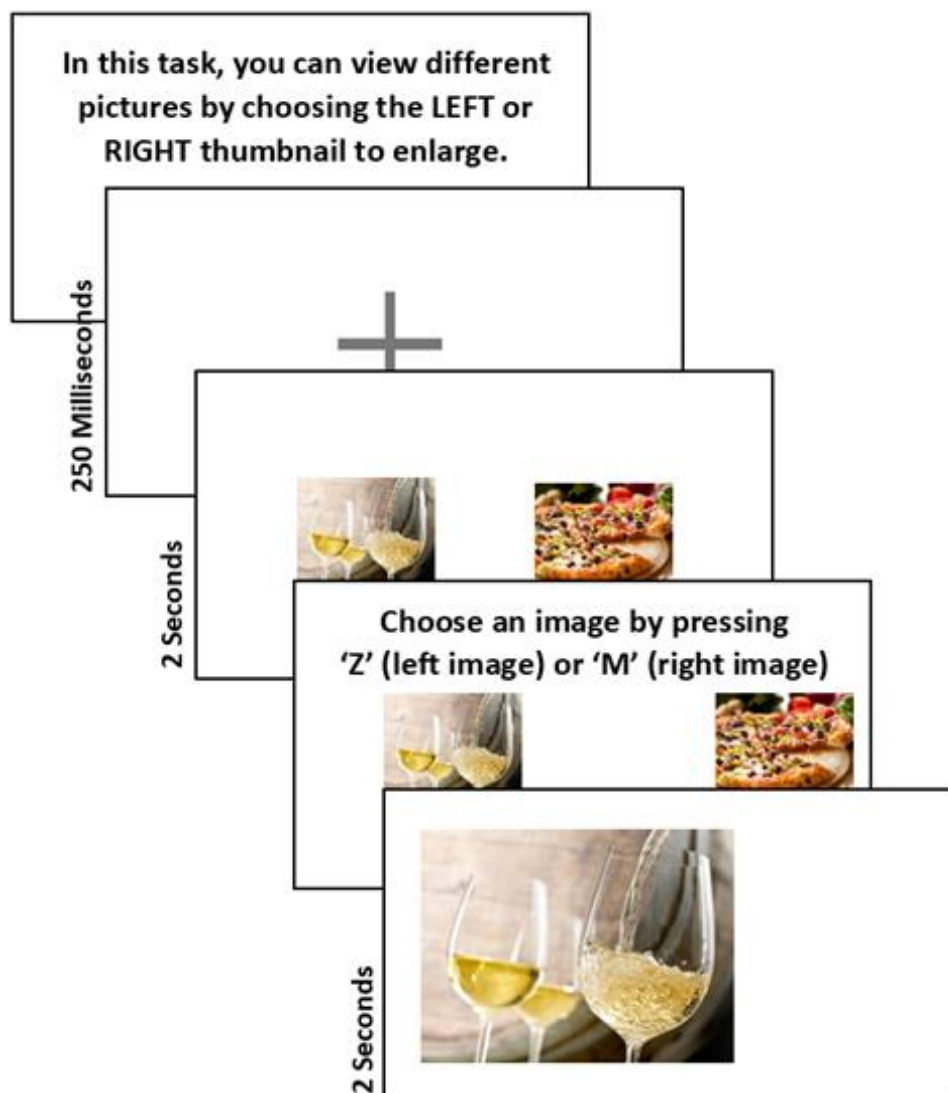 In this task, you can view different
pictures by choosing the LEFT or
RIGHT thumbnail to enlarge.
250 Milliseconds
2 Seconds
Choose an image by pressing
‘Z’ (left image) or ‘M’ (right image)
2 Seconds